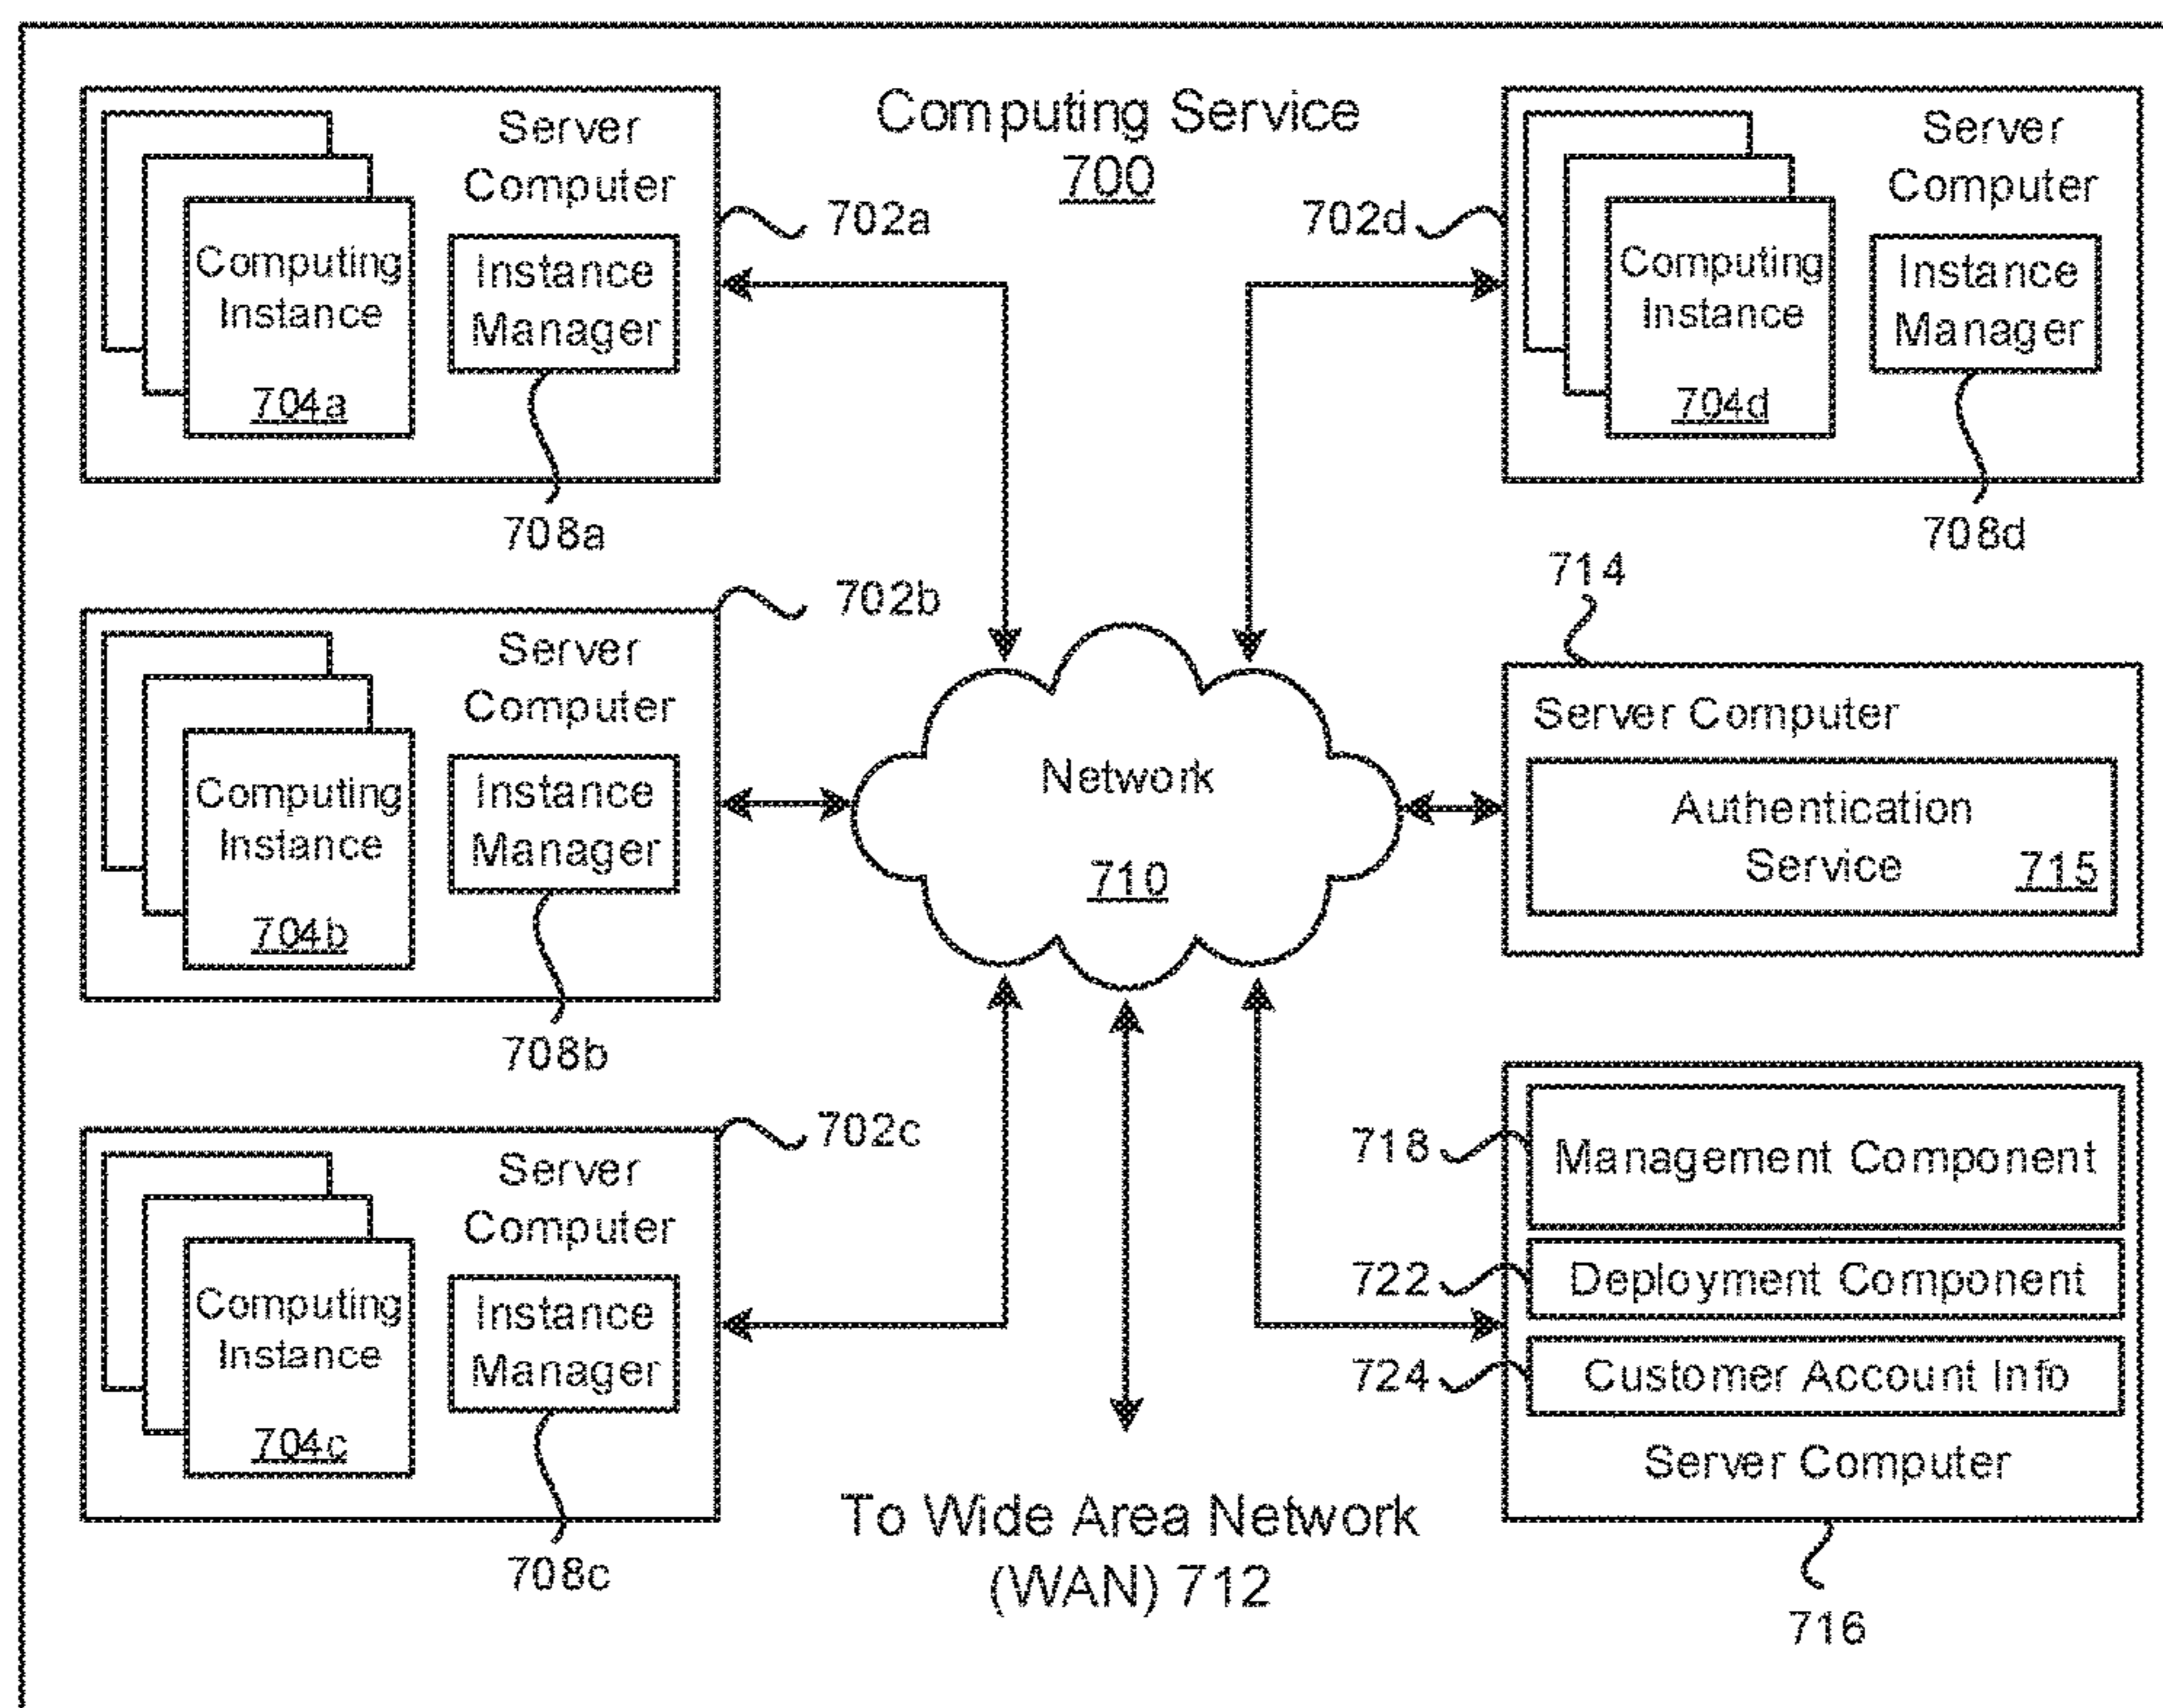 Computing Service
700
Server
Computer
Computing
Instance
704a
Instance
Manager
702a
708a
Server
Computer
Computing
Instance
704b
Instance
Manager
702b
708b
Server
Computer
Computing
Instance
704c
Instance
Manager
702c
708c
Network
710
To Wide Area Network
(WAN) 712
702d
Server
Computer
Computing
Instance
704d
Instance
Manager
708d
714
Server Computer
Authentication
Service 715
718
Management Component
722
Deployment Component
724
Customer Account Info
Server Computer
716